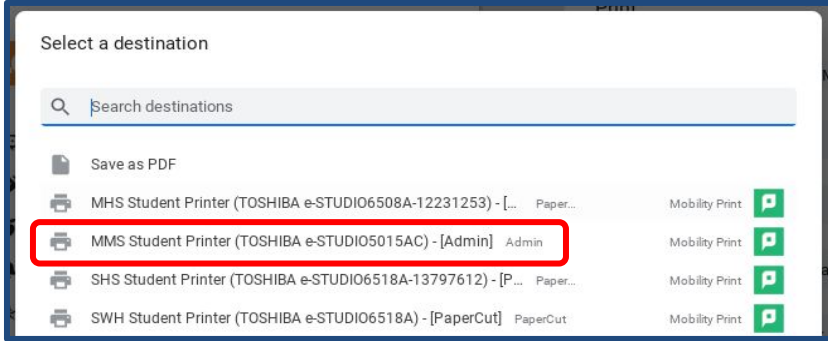 Print
Select a destination
Search destinations
Save as PDF
MHS Student Printer (TOSHIBA e-STUDIO6508A-12231253) - [... Paper... Mobility Print
MMS Student Printer (TOSHIBA e-STUDIO5015AC) - [Admin] Admin Mobility Print
SHS Student Printer (TOSHIBA e-STUDIO6518A-13797612) - [P... Paper... Mobility Print
SWH Student Printer (TOSHIBA e-STUDIO6518A) - [PaperCut] PaperCut Mobility Print